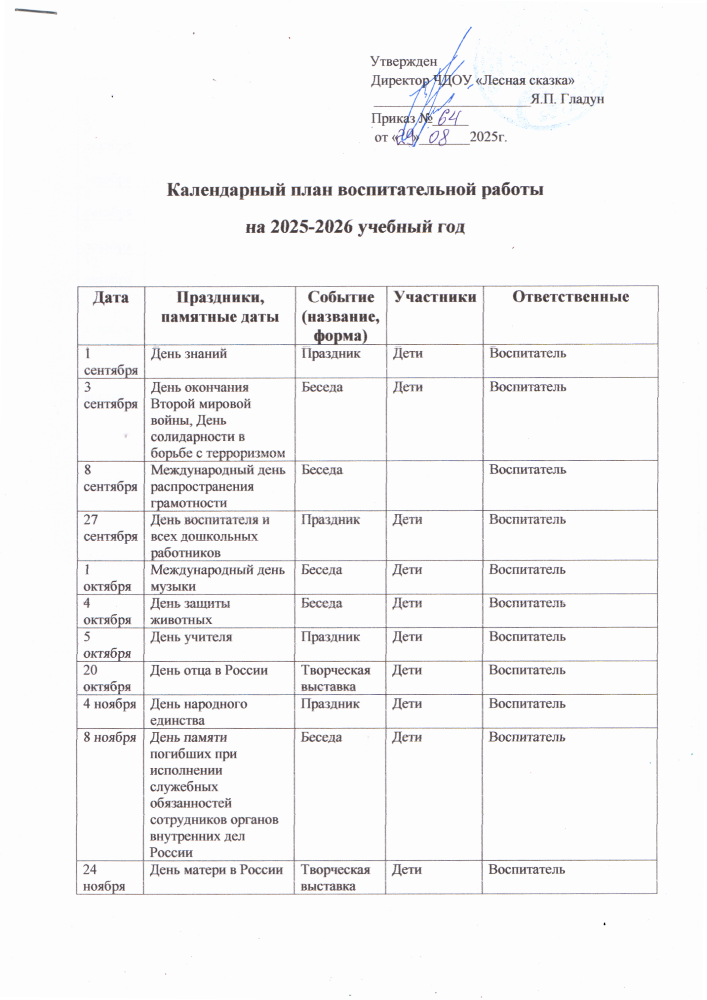 Утвержден
Директор ЧДОУ «Лесная сказка»
Я.П. Гладун
Приказ № 64
от «29» 08 2025г.
Календарный план воспитательной работы
на 2025-2026 учебный год
Дата Праздники, Событие Участники Ответственные
памятные даты (название,
форма)
1 День знаний Праздник Дети Воспитатель
сентября
3 День окончания Беседа Дети Воспитатель
сентября Второй мировой
войны, День
солидарности в
борьбе с терроризмом
8 Международный день Беседа Воспитатель
сентября распространения
грамотности
27 День воспитателя и Праздник Дети Воспитатель
сентября всех дошкольных
работников
1 Международный день Беседа Дети Воспитатель
октября музыки
4 День защиты Беседа Дети Воспитатель
октября животных
5 День учителя Праздник Дети Воспитатель
октября
20 День отца в России Творческая Дети Воспитатель
октября выставка
4 ноября День народного Праздник Дети Воспитатель
единства
8 ноября День памяти Беседа Дети Воспитатель
погибших при
исполнении
служебных
обязанностей
сотрудников органов
внутренних дел
России
24 День матери в России Творческая Дети Воспитатель
ноября выставка